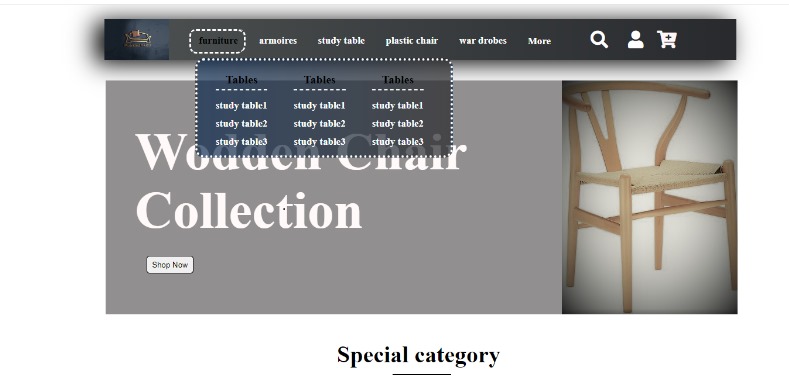 furniture armoires study table plastic chair war drobes More
Tables Tables Tables
study table1 study table1 study table1
study table2 study table2 study table2
study table3 study table3 study table3
Wodden Chair
Collection
Shop Now
Special category